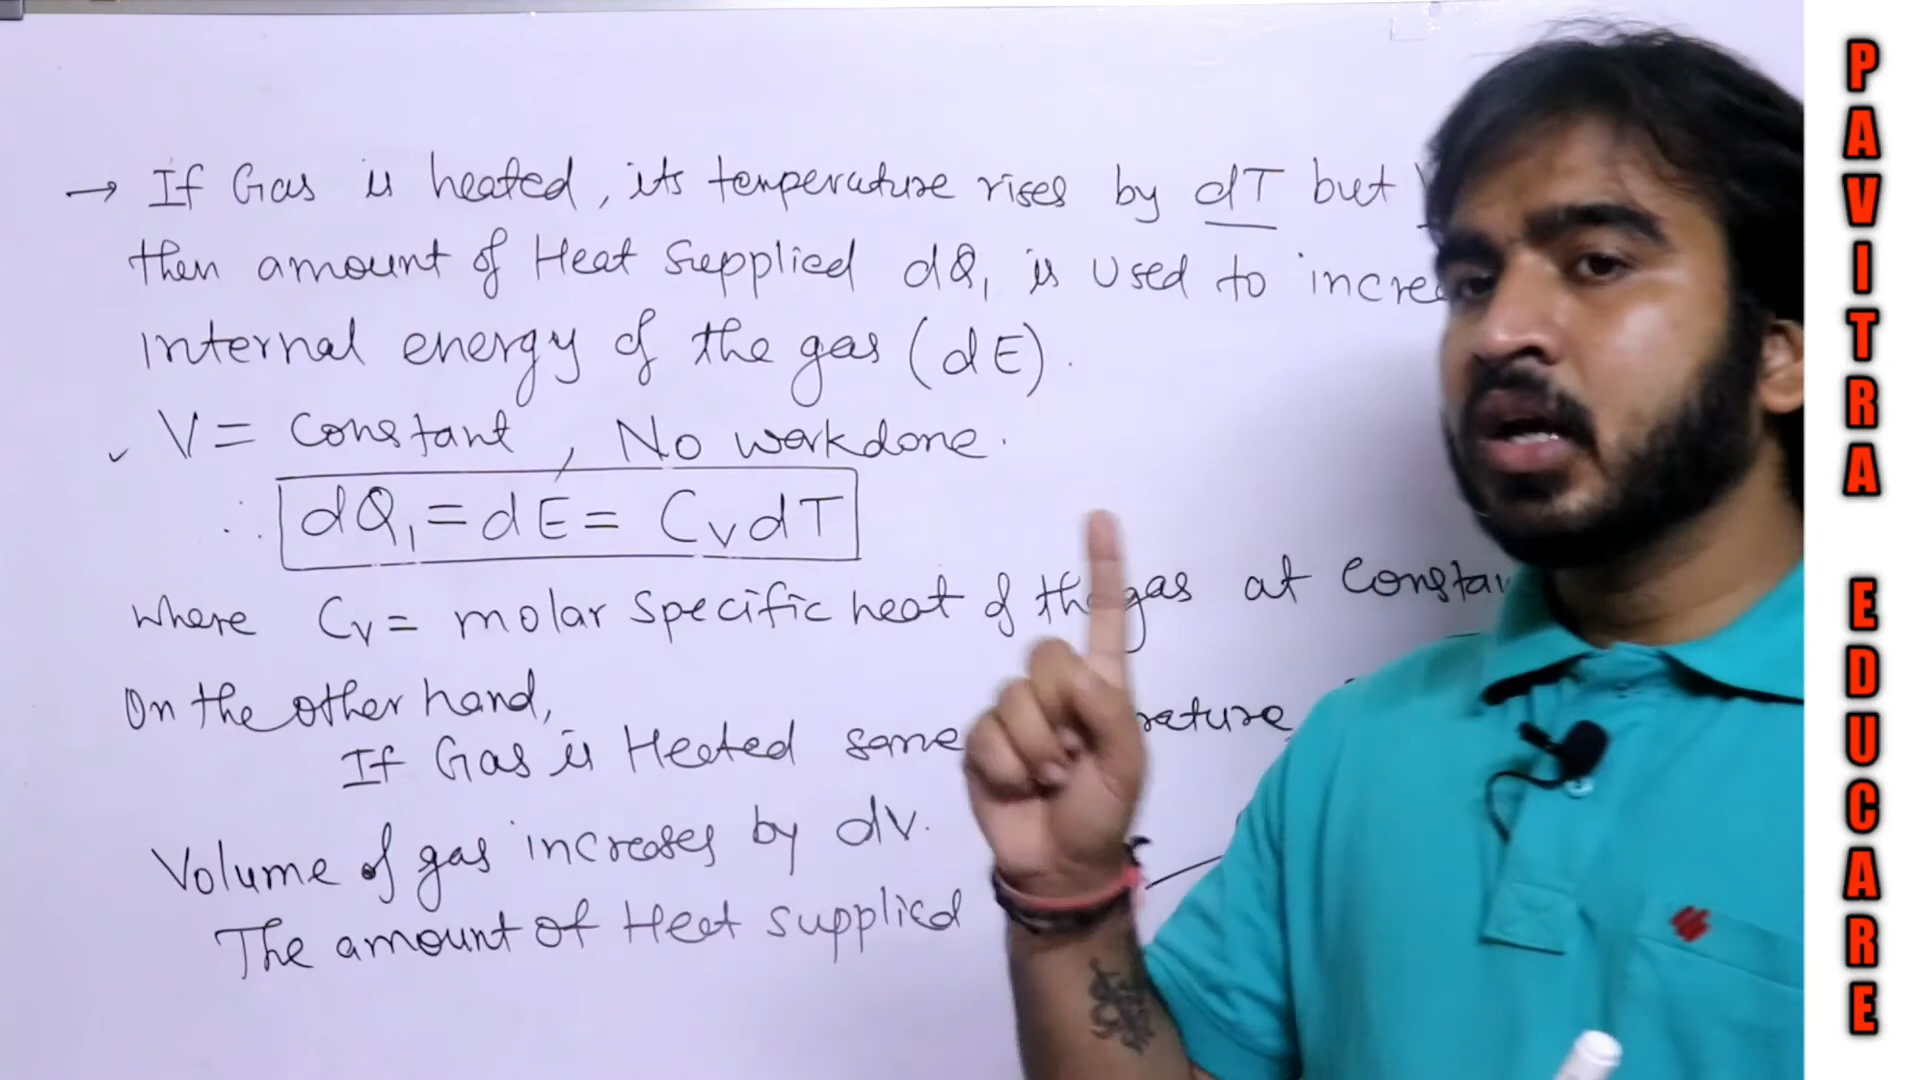 → If Gas is heated, its temperature rises by dT but
then amount of Heat Supplied dQ₁ is used to incre
internal energy of the gas (dE).
✓ V = Constant, No workdone.
∴ dQ₁ = dE = CᵥdT
where Cᵥ = molar specific heat of the gas at Constan
On the other hand,
If Gas is Heated same rature,
Volume of gas increases by dV.
The amount of Heat supplied
PAVITRA EDUCARE